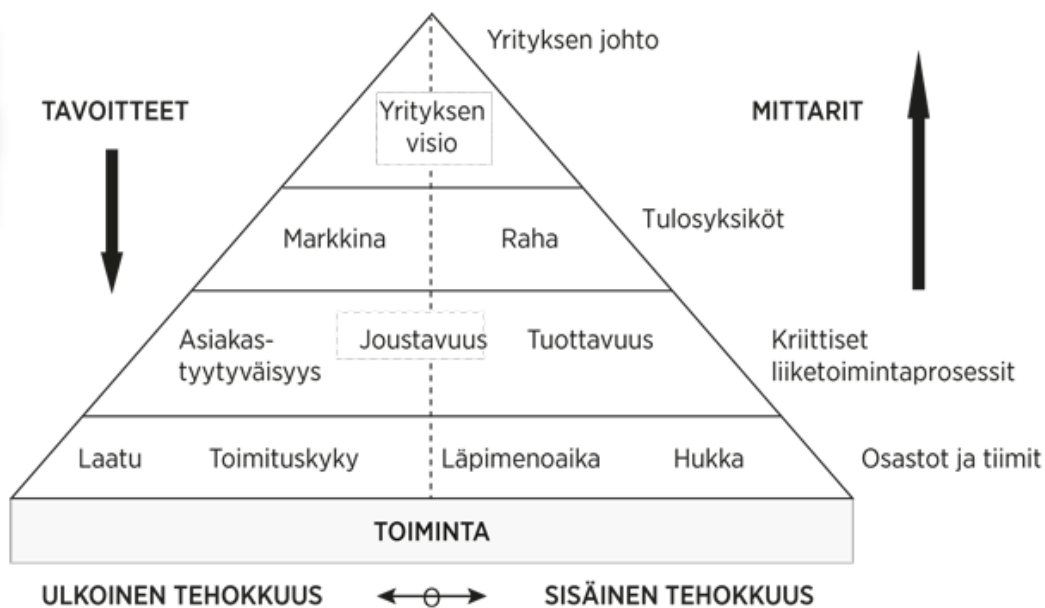 Yrityksen johto
TAVOITTEET
Yrityksen
visio
MITTARIT
Markkina
Raha
Tulosyksiköt
Asiakas-
tyytyväisyys
Joustavuus
Tuottavuus
Kriittiset
liiketoimintaprosessit
Laatu
Toimituskyky
Läpimenoaika
Hukka
Osastot ja tiimit
TOIMINTA
ULKOINEN TEHOKKUUS
SISÄINEN TEHOKKUUS